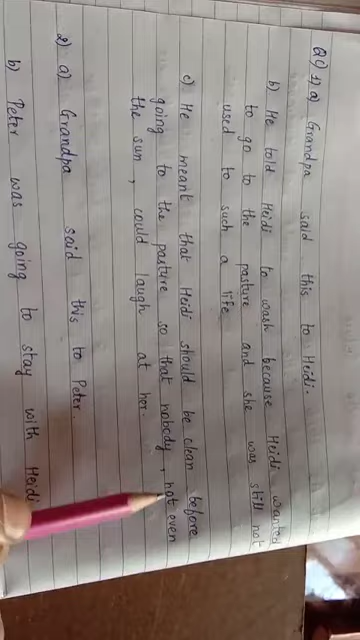 Q1) 1) a) Grandpa said this to Heidi.
b) He told Heidi to wash because Heidi wanted
to go to the pasture and she was still not
used to such a life
c) He meant that Heidi should be clean before
going to the pasture so that nobody, not even
the sun, could laugh at her.
2) a) Grandpa said this to Peter.
b) Peter was going to stay with Heidi